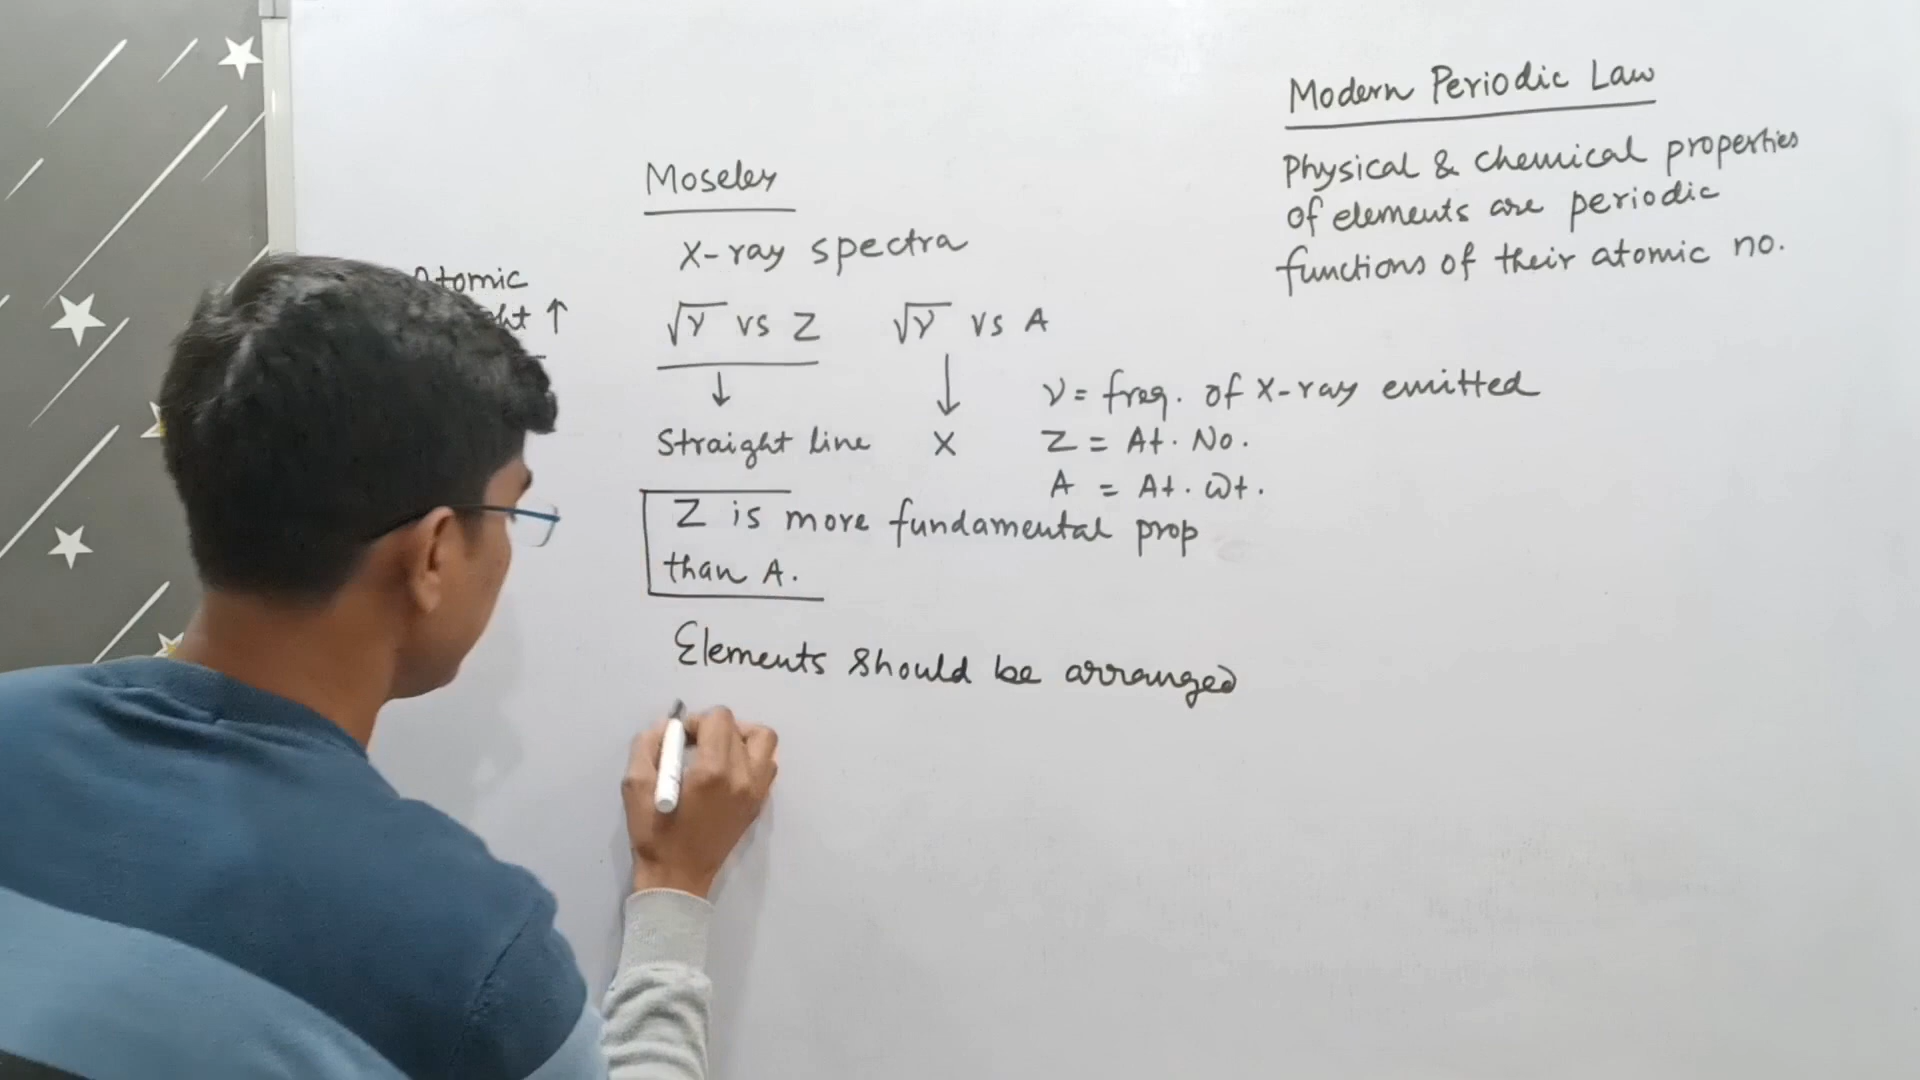 Atomic
↑
Moseley
X-ray spectra
√ν vs Z √ν vs A
↓ ↓
Straight line X
ν = freq. of X-ray emitted
Z = At. No.
A = At. Wt.
Z is more fundamental prop
than A.
Elements should be arranged
Modern Periodic Law
Physical & chemical properties
of elements are periodic
functions of their atomic no.